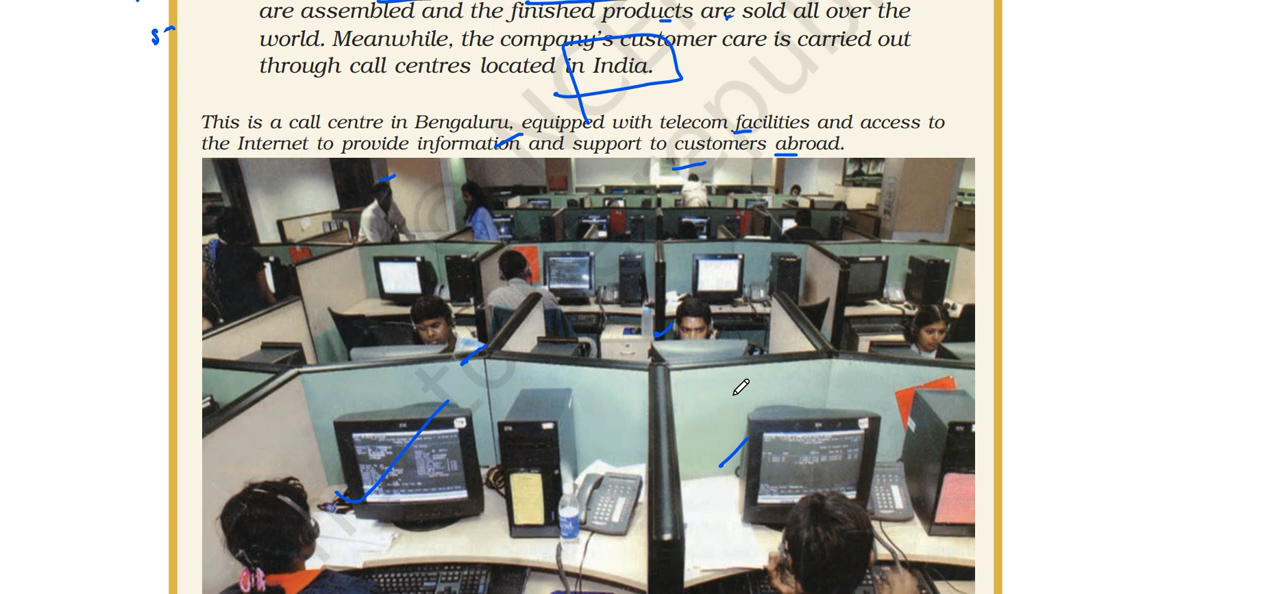 are assembled and the finished products are sold all over the
world. Meanwhile, the company's customer care is carried out
through call centres located in India.
This is a call centre in Bengaluru, equipped with telecom facilities and access to
the Internet to provide information and support to customers abroad.